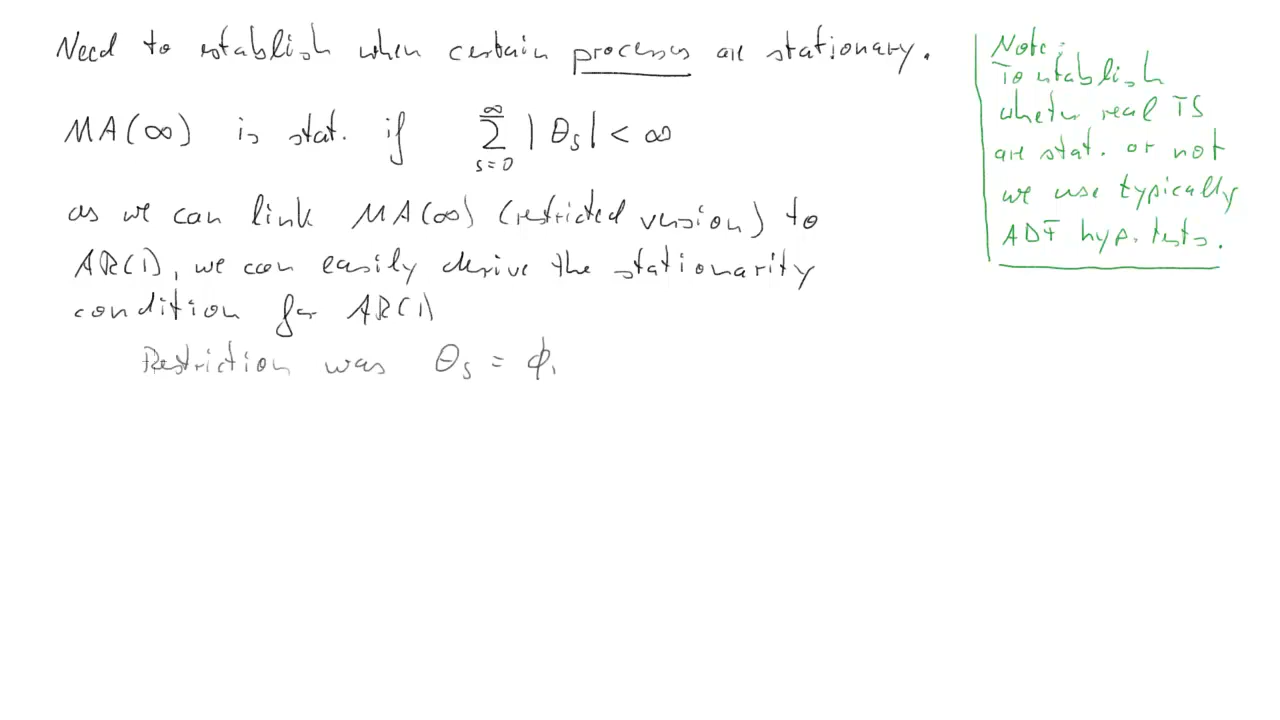 Need to establish when certain processes are stationary.
MA(∞) is stat. if ∑_{s=0}^{∞} |θ_s| < ∞
as we can link MA(∞) (restricted version) to
AR(1), we can easily derive the stationarity
condition for AR(1)
Restriction was θ_s = ϕ₁
Note:
To establish
whether real TS
are stat. or not
we use typically
ADF hyp. tests.